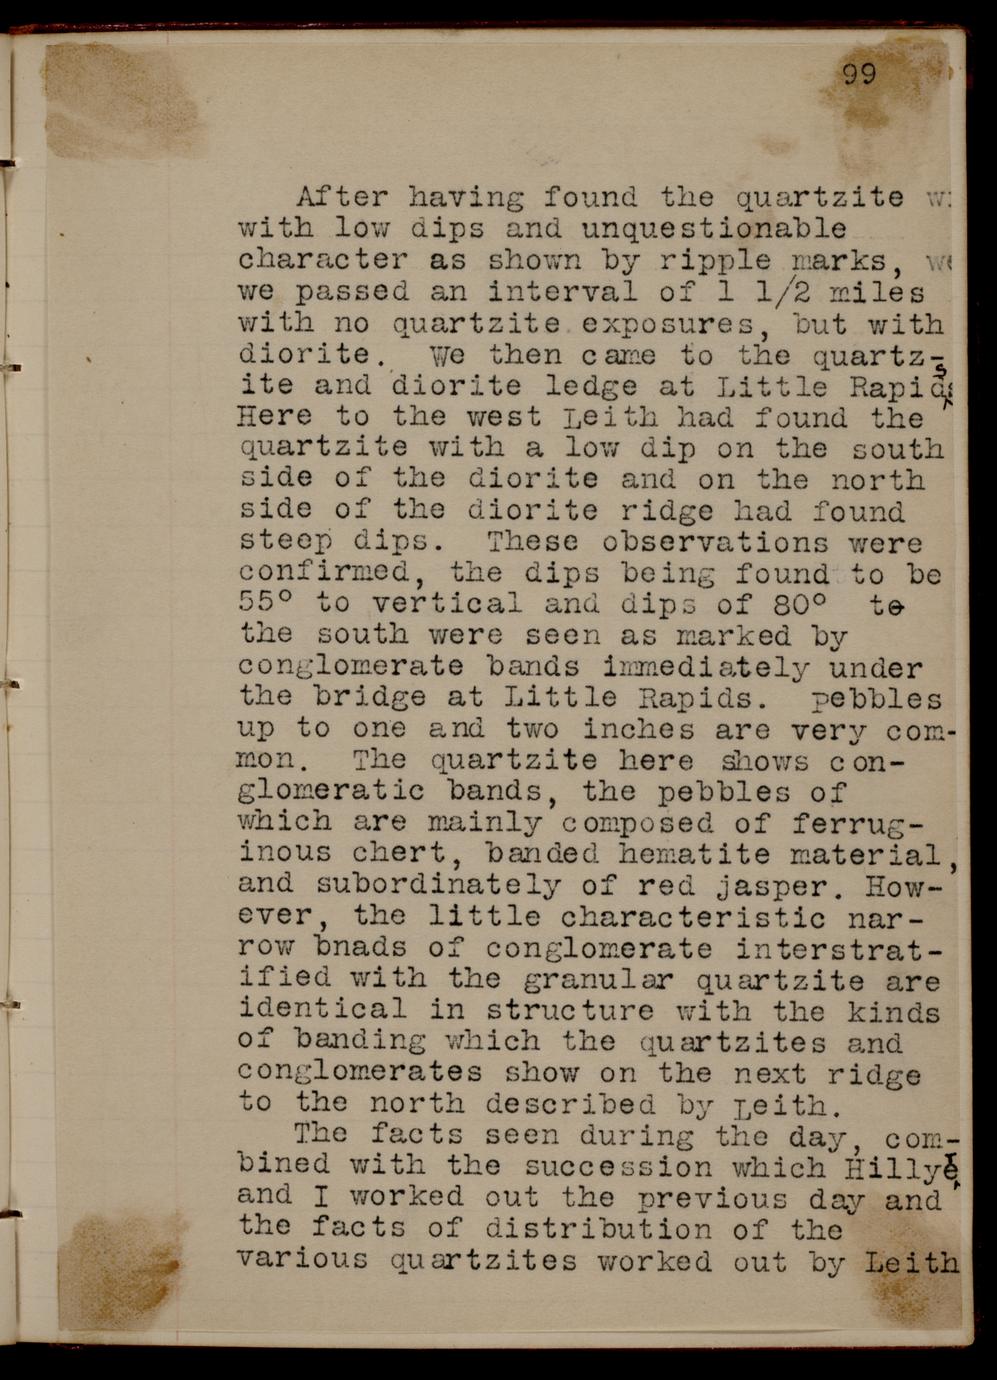 99
After having found the quartzite wi
with low dips and unquestionable
character as shown by ripple marks, we
we passed an interval of 1 1/2 miles
with no quartzite exposures, but with
diorite. We then came to the quartz-
ite and diorite ledge at Little Rapids
Here to the west Leith had found the
quartzite with a low dip on the south
side of the diorite and on the north
side of the diorite ridge had found
steep dips. These observations were
confirmed, the dips being found to be
55° to vertical and dips of 80° to
the south were seen as marked by
conglomerate bands immediately under
the bridge at Little Rapids. Pebbles
up to one and two inches are very com-
mon. The quartzite here shows con-
glomeratic bands, the pebbles of
which are mainly composed of ferrug-
inous chert, banded hematite material,
and subordinately of red jasper. How-
ever, the little characteristic nar-
row bnads of conglomerate interstrat-
ified with the granular quartzite are
identical in structure with the kinds
of banding which the quartzites and
conglomerates show on the next ridge
to the north described by Leith.
The facts seen during the day, com-
bined with the succession which Hillyer
and I worked out the previous day and
the facts of distribution of the
various quartzites worked out by Leith